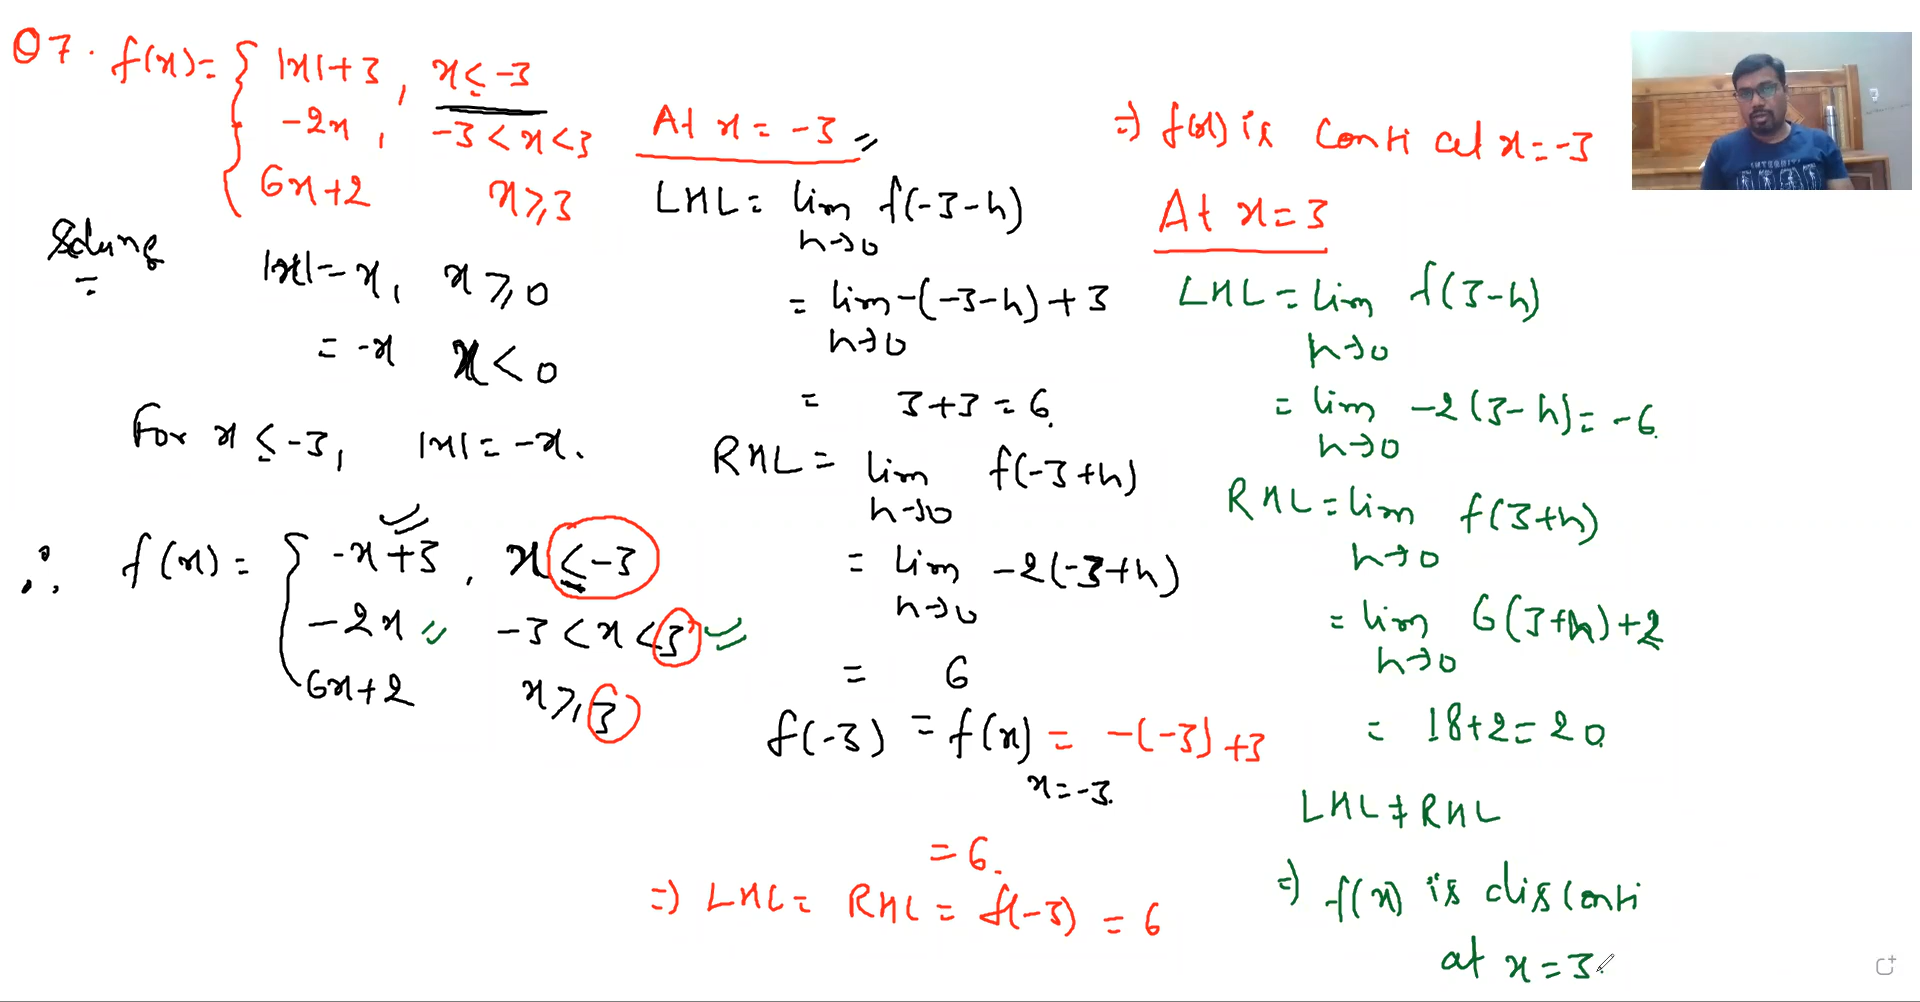 Q7. f(x) = { |x|+3, x ≤ -3
-2x, -3 < x < 3
6x+2 x ≥ 3
|x| = x, x ≥ 0
= -x x < 0
For x ≤ -3, |x| = -x.
∴ f(x) = { -x+3, x ≤ -3
-2x -3 < x < 3
6x+2 x ≥ 3
At x = -3
LHL = lim h→0 f(-3-h)
= lim h→0 -(-3-h)+3
= 3+3 = 6.
RHL = lim h→0 f(-3+h)
= lim h→0 -2(-3+h)
= 6
f(-3) = f(x) x=-3. = -(-3)+3
= 6.
⇒ LHL = RHL = f(-3) = 6
⇒ f(x) is conti at x = -3
At x = 3
LHL = lim h→0 f(3-h)
= lim h→0 -2(3-h) = -6.
RHL = lim h→0 f(3+h)
= lim h→0 6(3+h)+2
= 18+2 = 20.
LHL ≠ RHL
⇒ f(x) is disconti
at x = 3.
INTEGRITY